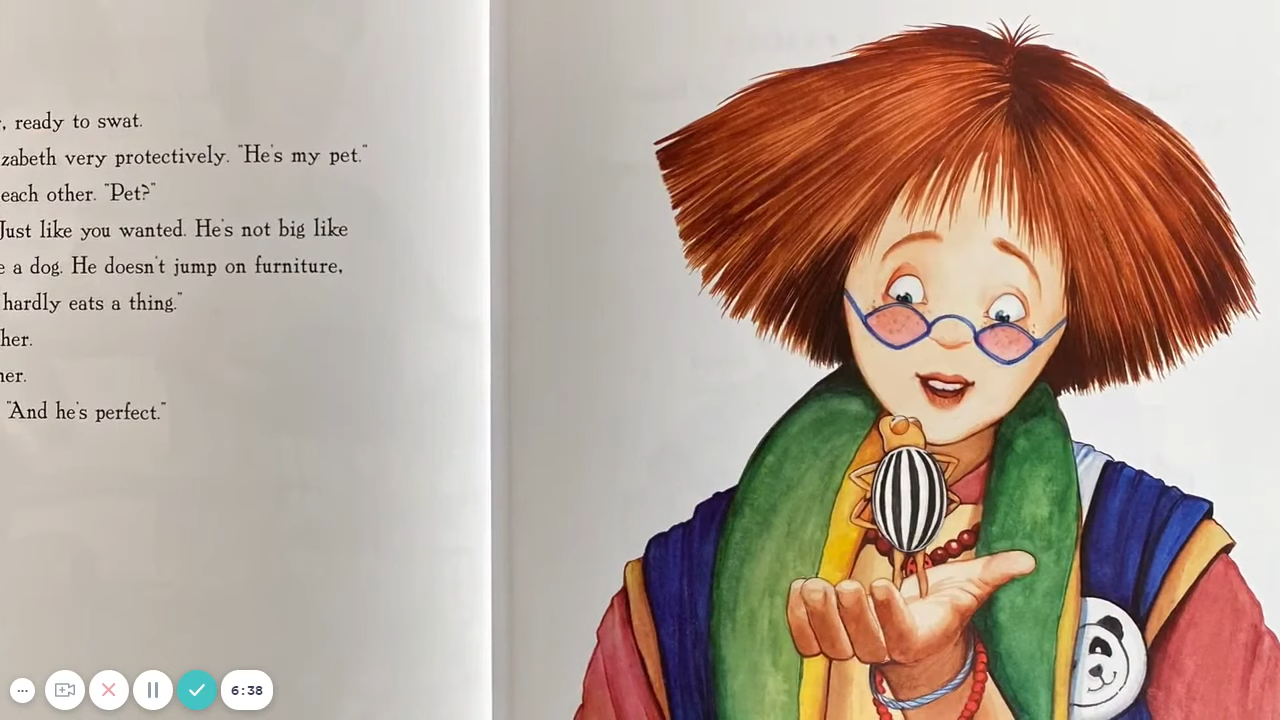 , ready to swat.
zabeth very protectively. "He's my pet."
each other. "Pet?"
Just like you wanted. He's not big like
a dog. He doesn't jump on furniture,
hardly eats a thing."
her.
her.
"And he's perfect."
6:38